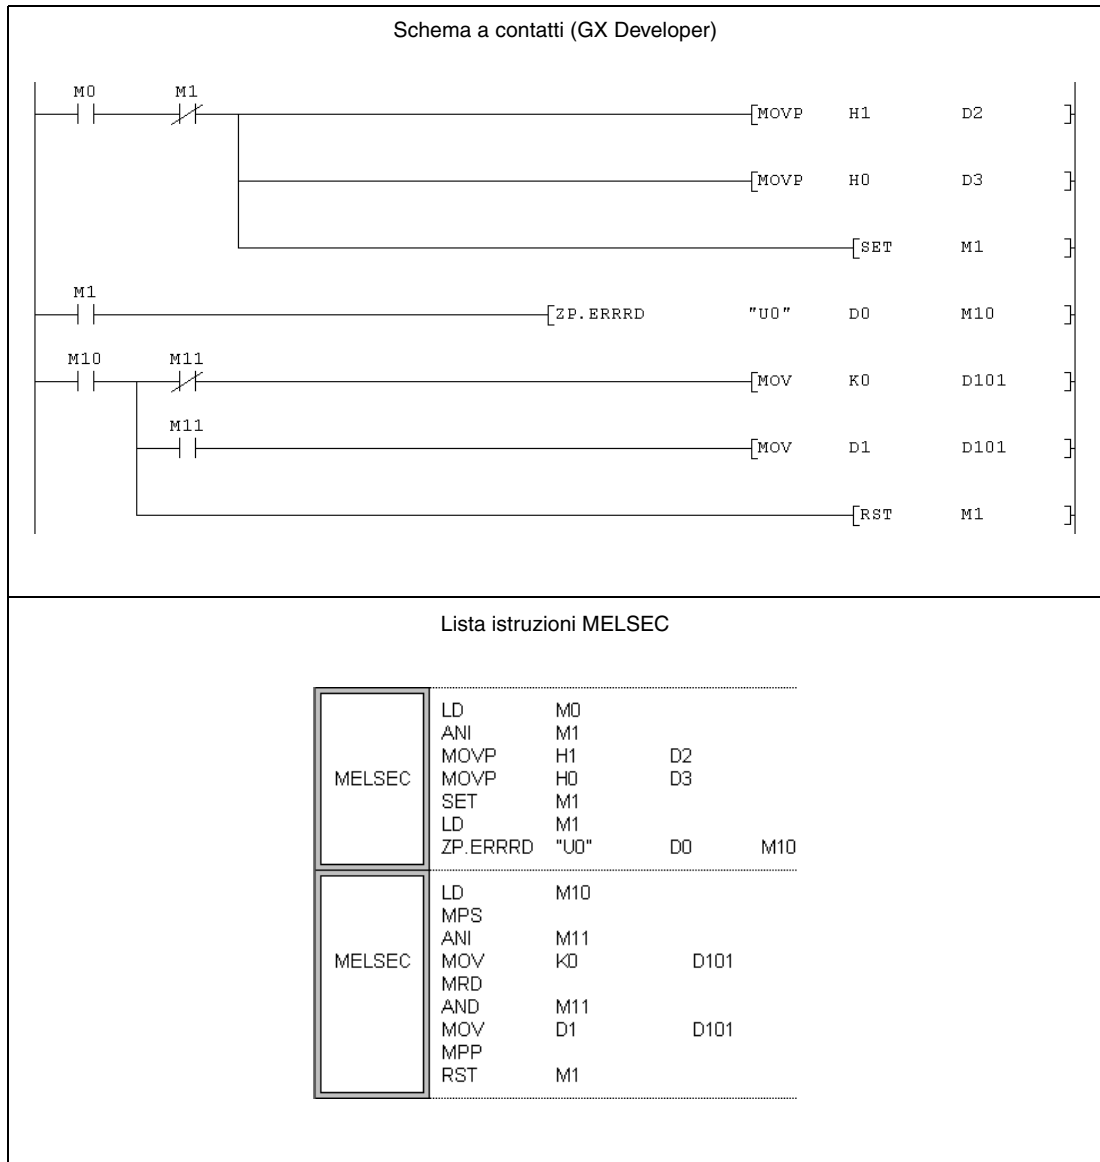 Schema a contatti (GX Developer)
M0 M1
MOVP H1 D2
MOVP H0 D3
SET M1
M1
ZP.ERRRD "U0" D0 M10
M10 M11
MOV K0 D101
M11
MOV D1 D101
RST M1
Lista istruzioni MELSEC
MELSEC
LD M0
ANI M1
MOVP H1 D2
MOVP H0 D3
SET M1
LD M1
ZP.ERRRD "U0" D0 M10
MELSEC
LD M10
MPS
ANI M11
MOV K0 D101
MRD
AND M11
MOV D1 D101
MPP
RST M1